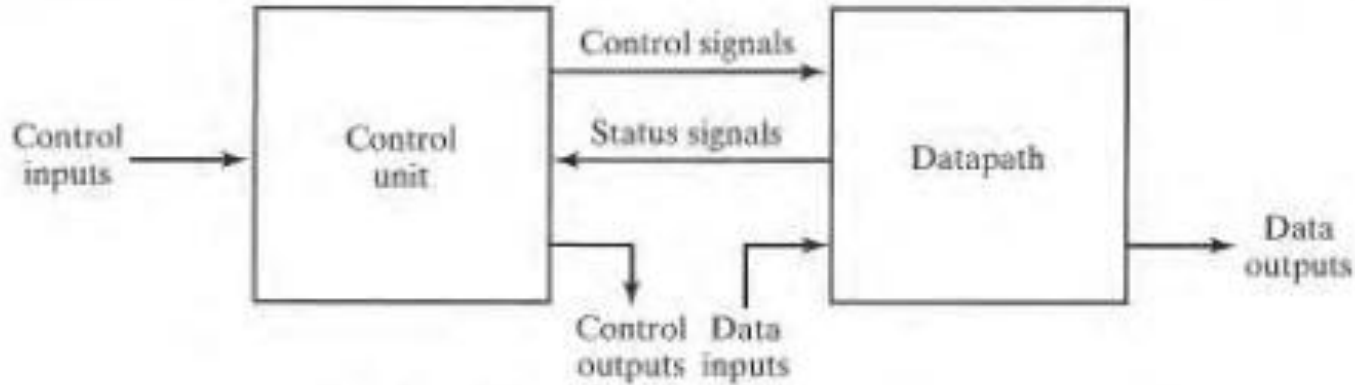 Control signals
Control
inputs
Control
unit
Status signals
Datapath
Data
outputs
Control
outputs
Data
inputs